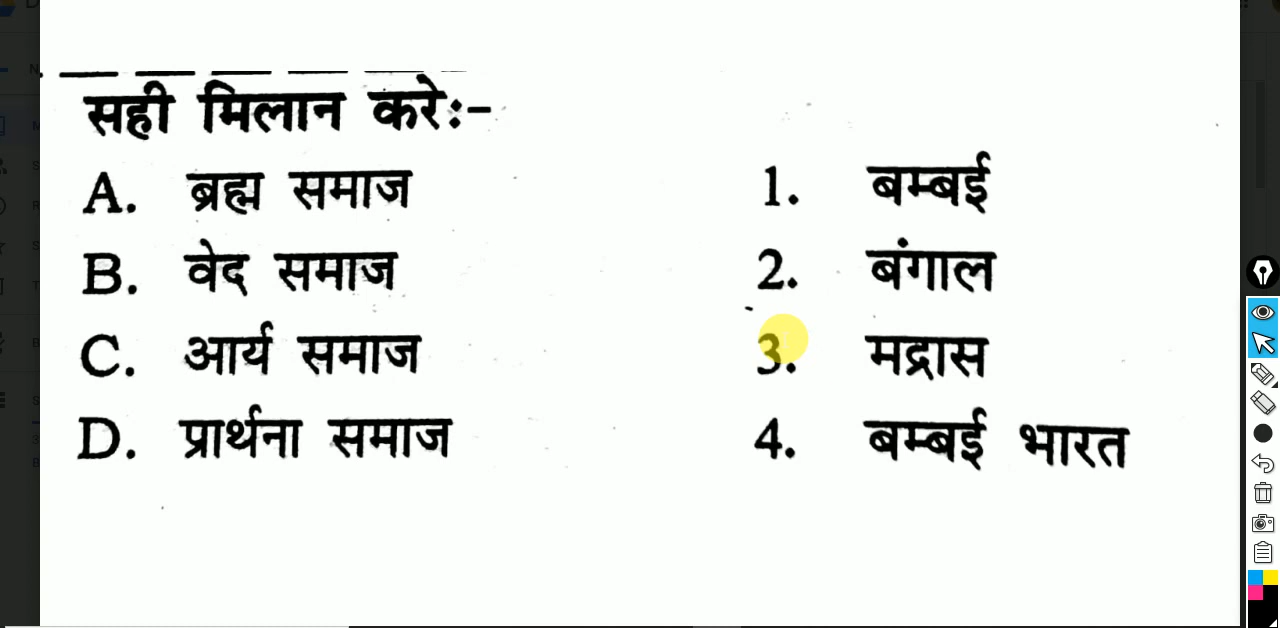 सही मिलान करेः-
A. ब्रह्म समाज 1. बम्बई
B. वेद समाज 2. बंगाल
C. आर्य समाज 3. मद्रास
D. प्रार्थना समाज 4. बम्बई भारत